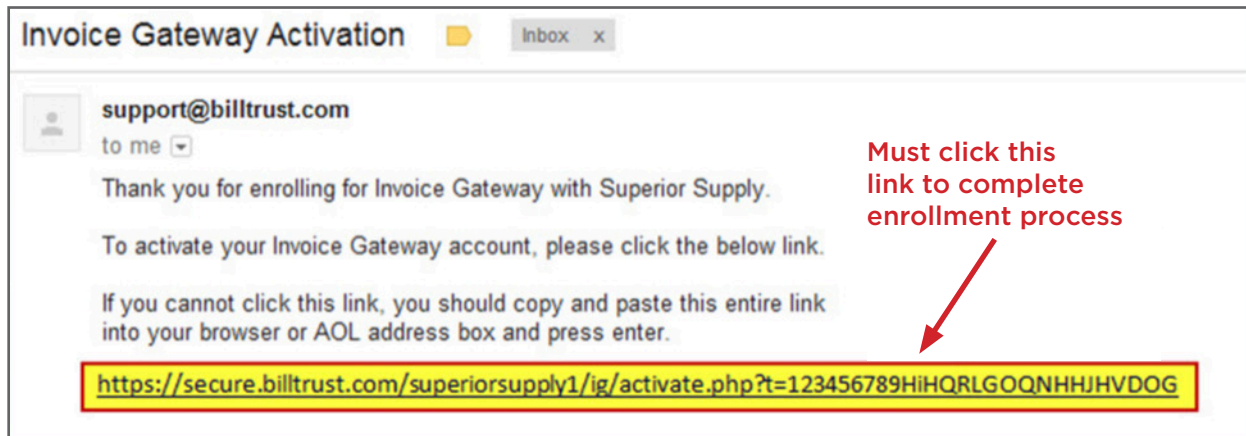 Invoice Gateway Activation
Inbox x
support@billtrust.com
to me
Thank you for enrolling for Invoice Gateway with Superior Supply.
Must click this
link to complete
enrollment process
To activate your Invoice Gateway account, please click the below link.
If you cannot click this link, you should copy and paste this entire link
into your browser or AOL address box and press enter.
https://secure.billtrust.com/superiorsupply1/ig/activate.php?t=123456789HiHQRLGOQNHHJHVDOG